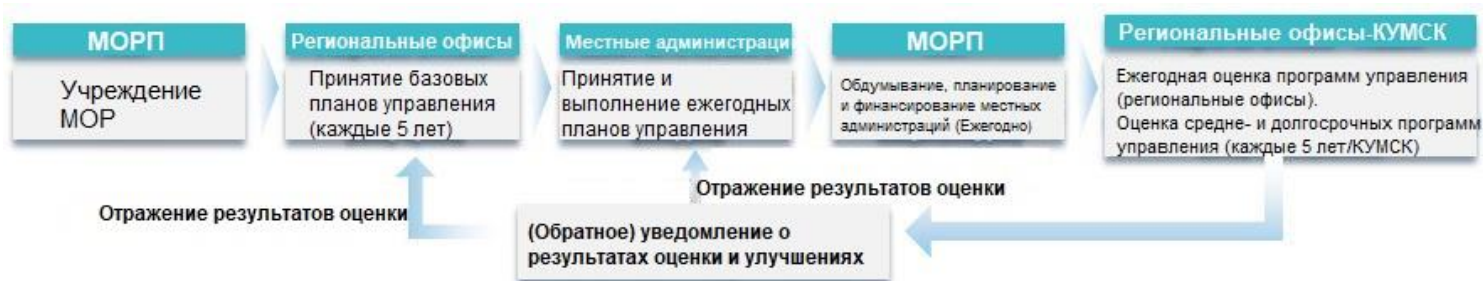 МОРП
Учреждение
МОР
Региональные офисы
Принятие базовых
планов управления
(каждые 5 лет)
Местные администраци
Принятие и
выполнение ежегодных
планов управления
МОРП
Обдумывание, планирование
и финансирование местных
администраций (Ежегодно)
Региональные офисы-КУМСК
Ежегодная оценка программ управления
(региональные офисы).
Оценка средне- и долгосрочных программ
управления (каждые 5 лет/КУМСК)
Отражение результатов оценки
Отражение результатов оценки
(Обратное) уведомление о
результатах оценки и улучшениях